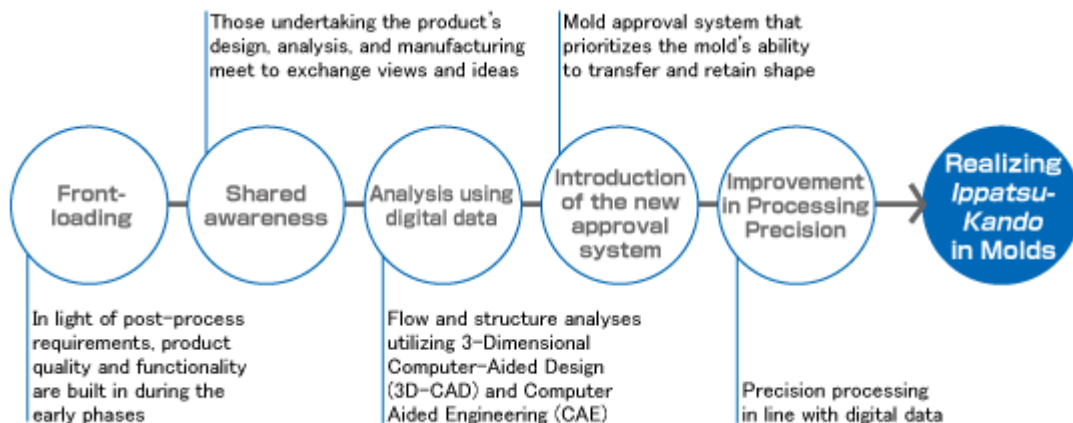 Those undertaking the product's
design, analysis, and manufacturing
meet to exchange views and ideas
Mold approval system that
prioritizes the mold's ability
to transfer and retain shape
Front-
loading
Shared
awareness
Analysis using
digital data
Introduction
of the new
approval
system
Improvement
in Processing
Precision
Realizing
Ippatsu-
Kando
in Molds
In light of post-process
requirements, product
quality and functionality
are built in during the
early phases
Flow and structure analyses
utilizing 3-Dimensional
Computer-Aided Design
(3D-CAD) and Computer
Aided Engineering (CAE)
Precision processing
in line with digital data